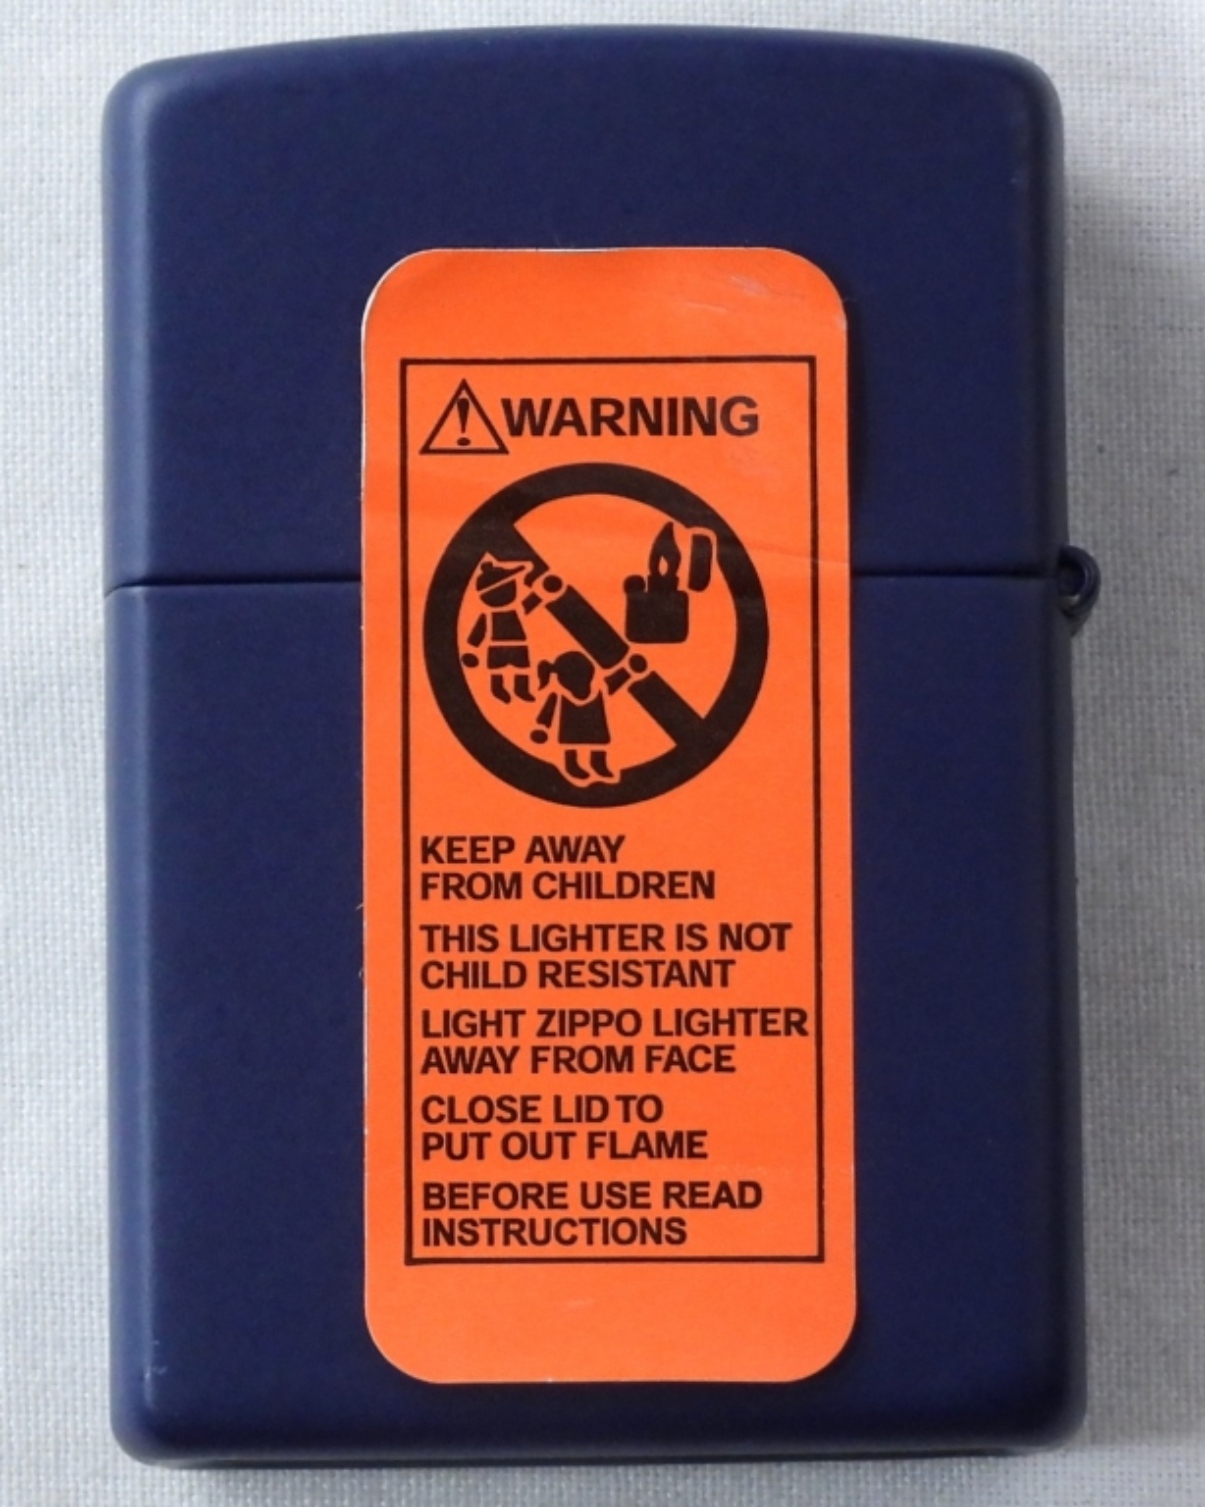 WARNING
KEEP AWAY
FROM CHILDREN
THIS LIGHTER IS NOT
CHILD RESISTANT
LIGHT ZIPPO LIGHTER
AWAY FROM FACE
CLOSE LID TO
PUT OUT FLAME
BEFORE USE READ
INSTRUCTIONS